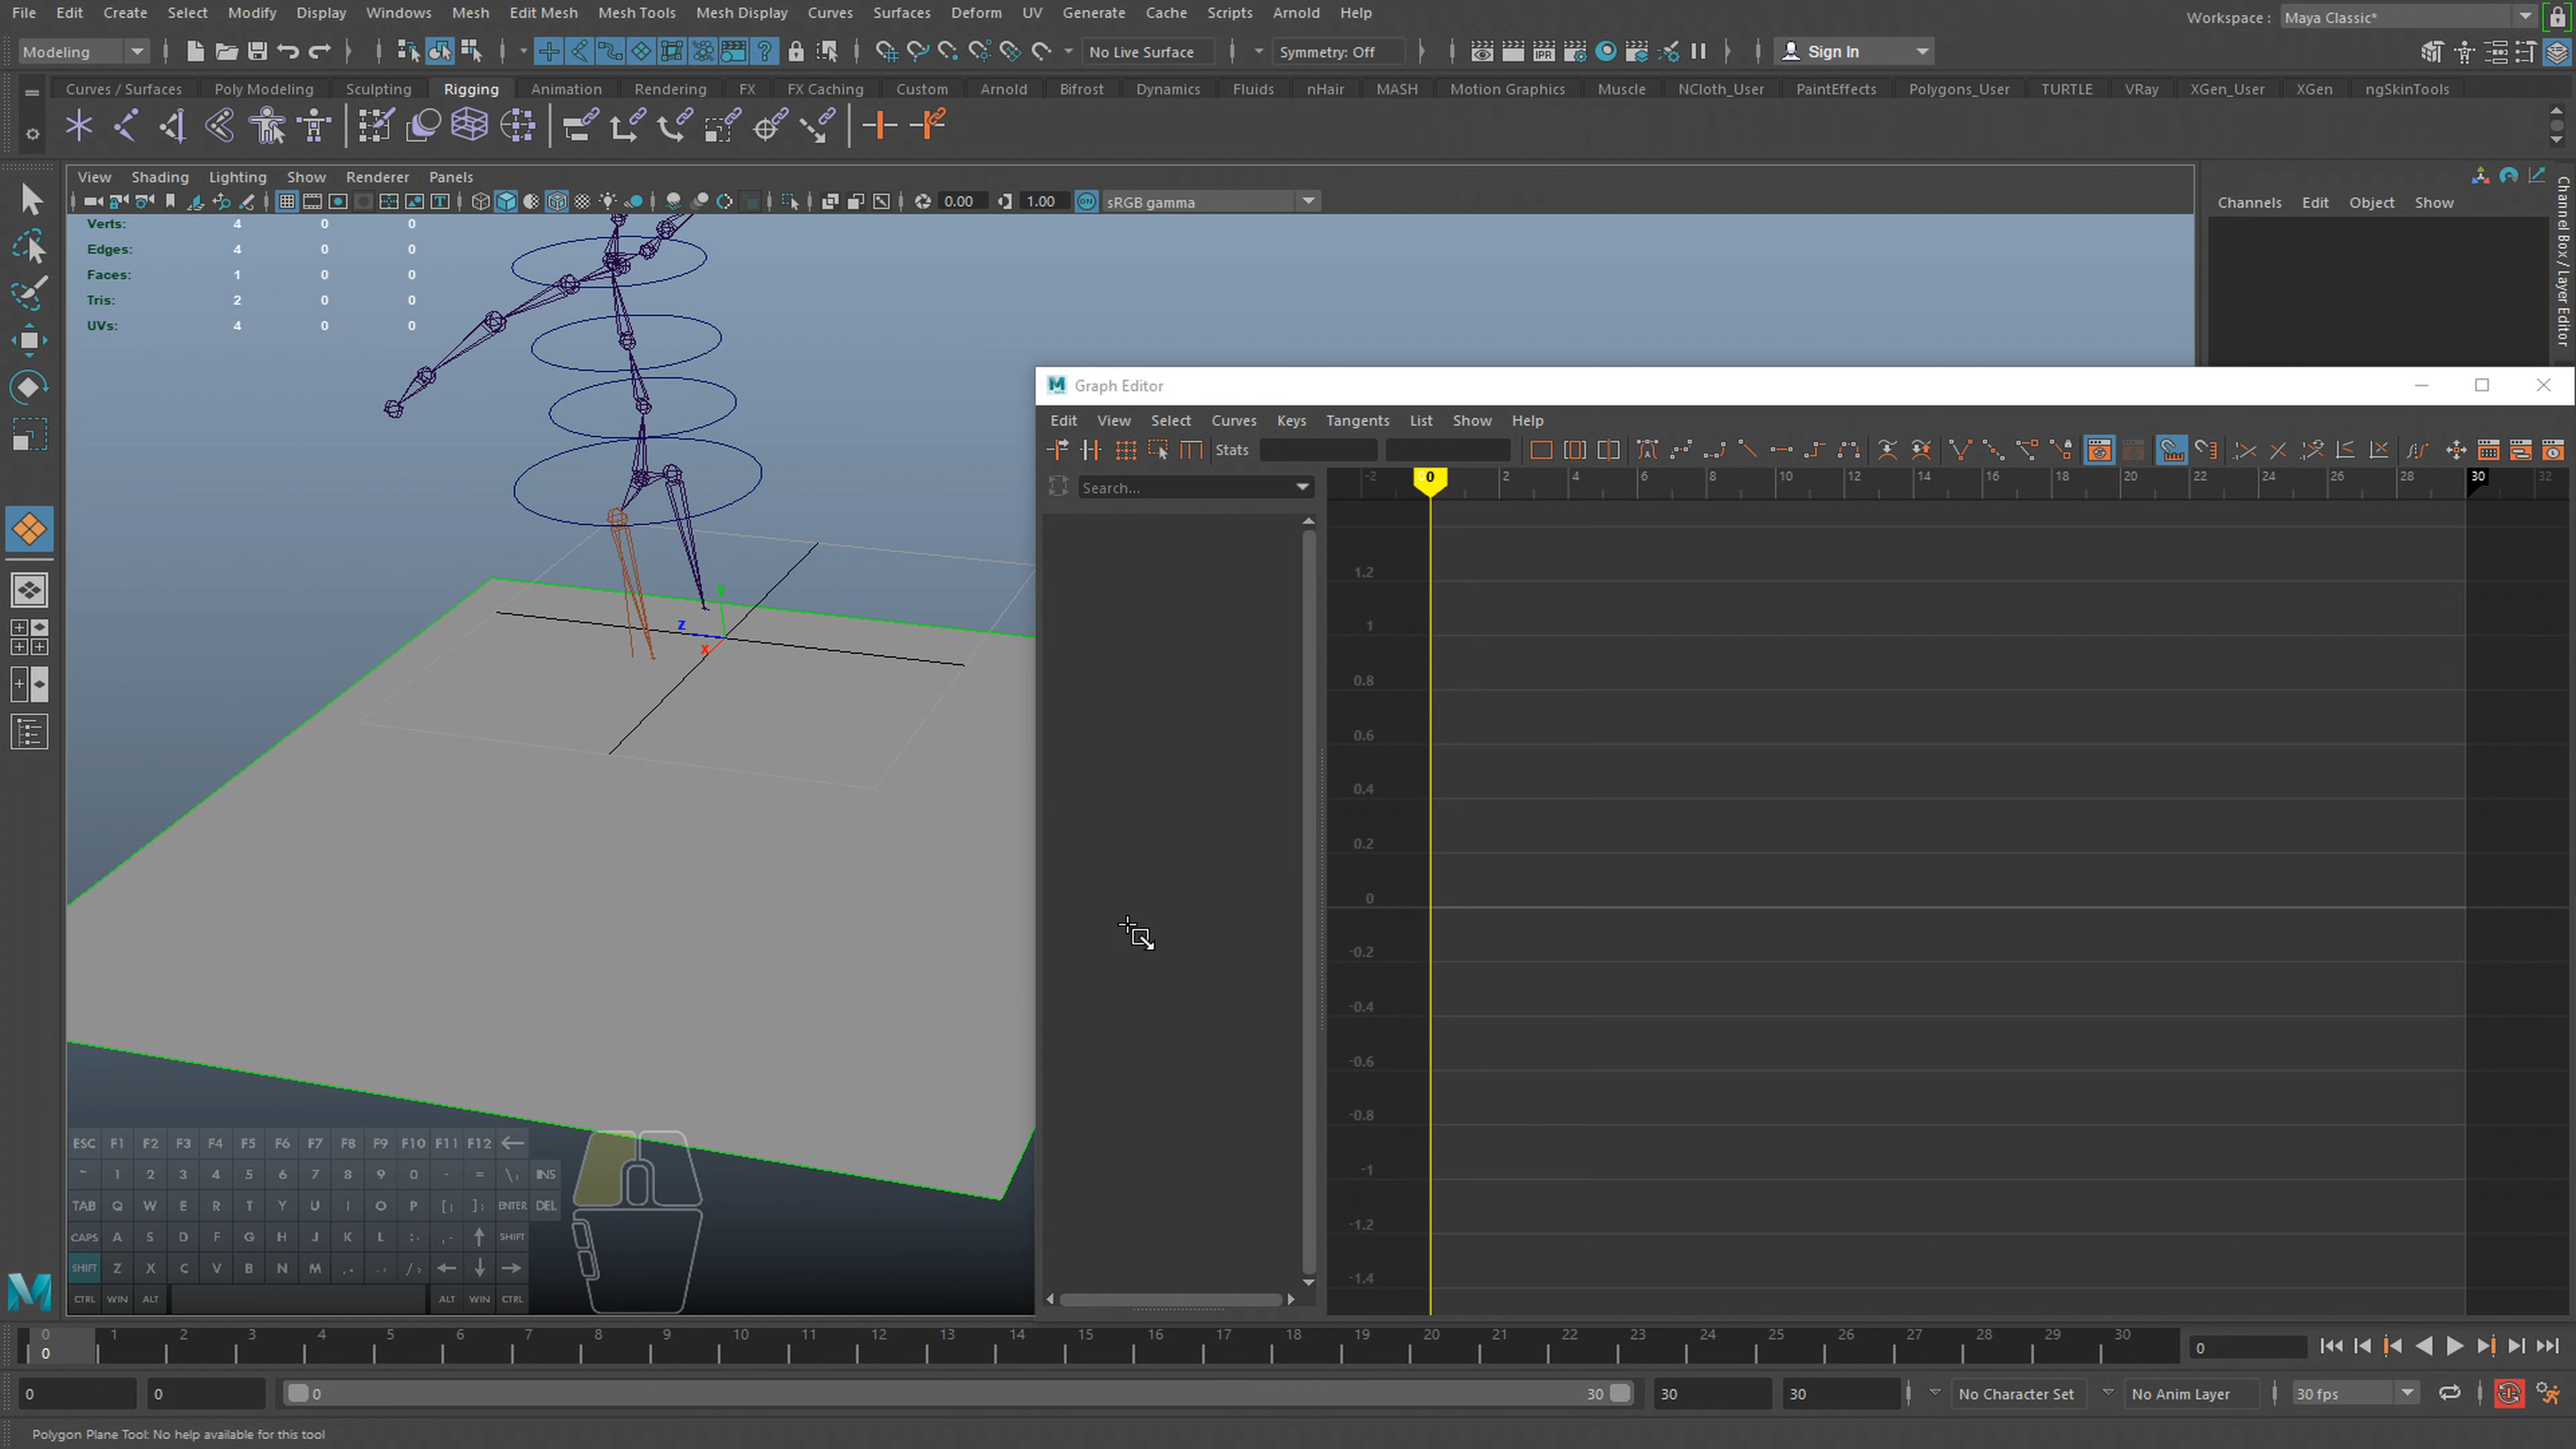 File Edit Create Select Modify Display Windows Mesh Edit Mesh Mesh Tools Mesh Display Curves Surfaces Deform UV Generate Cache Scripts Arnold Help
Workspace : Maya Classic*
Modeling No Live Surface Symmetry: Off IPR Sign In
Curves / Surfaces Poly Modeling Sculpting Rigging Animation Rendering FX FX Caching Custom Arnold Bifrost Dynamics Fluids nHair MASH Motion Graphics Muscle NCloth_User PaintEffects Polygons_User TURTLE VRay XGen_User XGen ngSkinTools
View Shading Lighting Show Renderer Panels
0.00 1.00 ON sRGB gamma
Channels Edit Object Show
Channel Box / Layer Editor
Verts: 4 0 0
Edges: 4 0 0
Faces: 1 0 0
Tris: 2 0 0
UVs: 4 0 0
y
z
x
Graph Editor
Edit View Select Curves Keys Tangents List Show Help
Stats
Search...
-2 0 2 4 6 8 10 12 14 16 18 20 22 24 26 28 30 32
1.2
1
0.8
0.6
0.4
0.2
0
-0.2
-0.4
-0.6
-0.8
-1
-1.2
-1.4
ESC F1 F2 F3 F4 F5 F6 F7 F8 F9 F10 F11 F12
~ 1 2 3 4 5 6 7 8 9 0 - = \ INS
TAB Q W E R T Y U I O P [ ] ENTER DEL
CAPS A S D F G H J K L ; SHIFT
SHIFT Z X C V B N M , . /
CTRL WIN ALT ALT WIN CTRL
0 1 2 3 4 5 6 7 8 9 10 11 12 13 14 15 16 17 18 19 20 21 22 23 24 25 26 27 28 29 30
0 0
0 0 0 30 30 30 No Character Set No Anim Layer 30 fps
Polygon Plane Tool: No help available for this tool